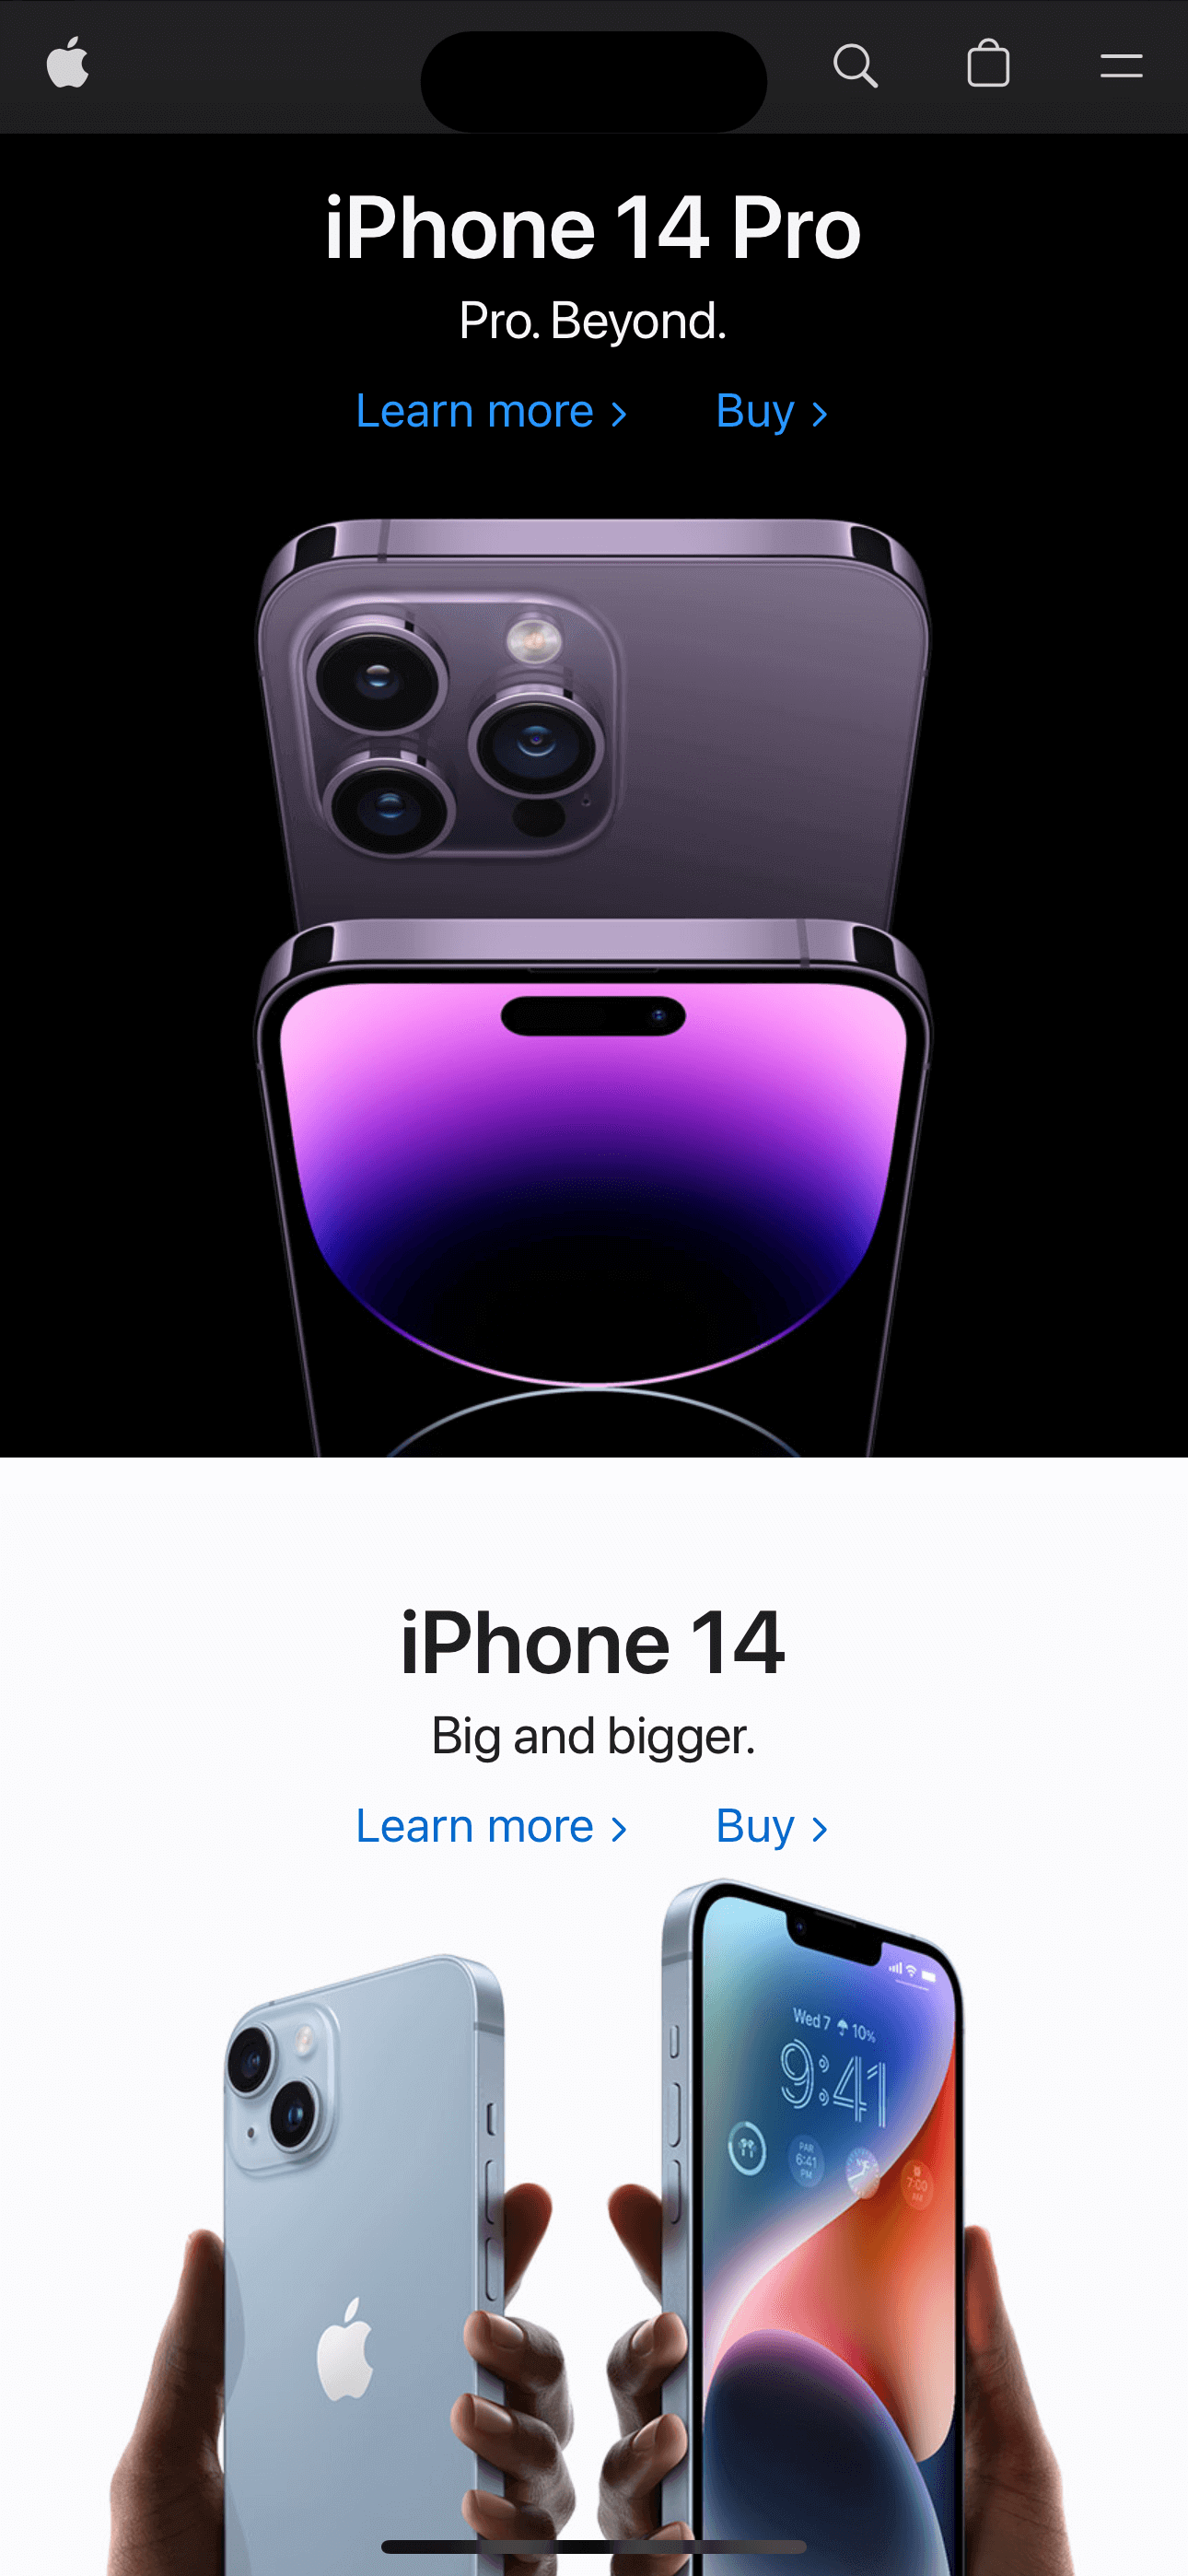 iPhone 14 Pro
Pro. Beyond.
Learn more >
Buy >
iPhone 14
Big and bigger.
Learn more >
Buy >
Wed 7 10%
9:41
PAR
6:41
PM
NYC
7:00
AM